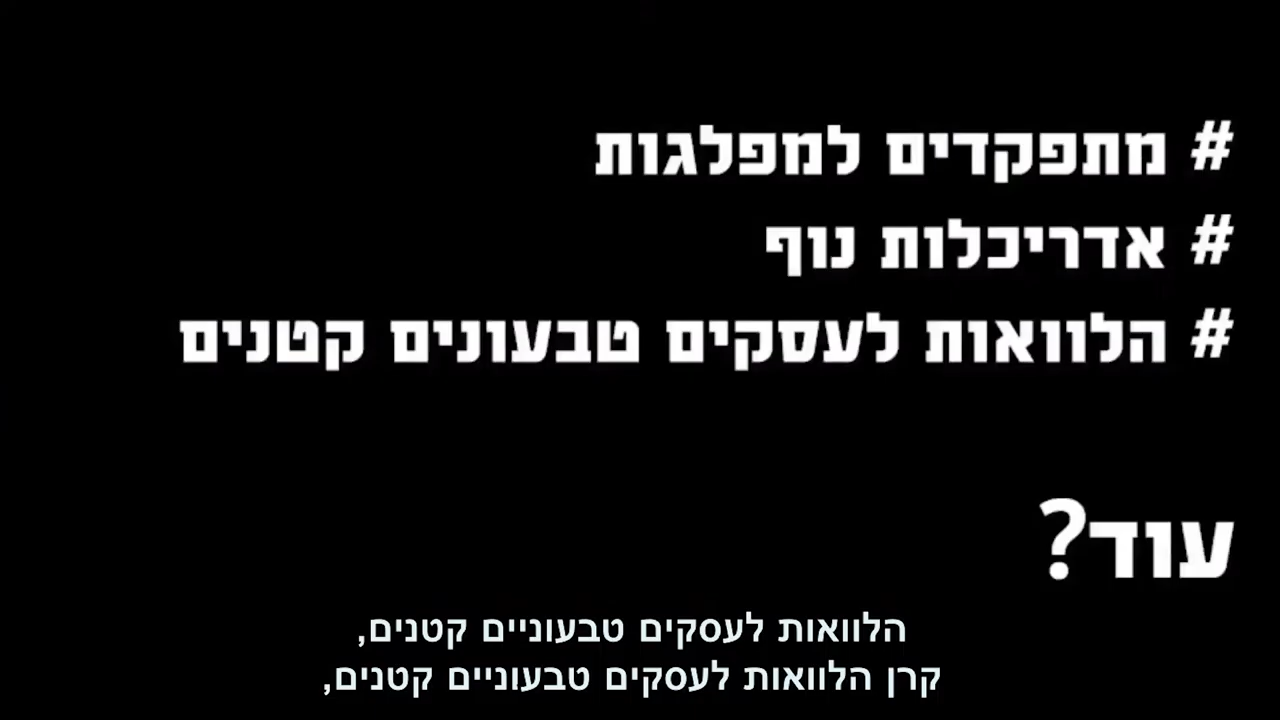 # מתפקדים למפלגות
# אדריכלות נוף
# הלוואות לעסקים טבעונים קטנים
עוד?
הלוואות לעסקים טבעוניים קטנים,
קרן הלוואות לעסקים טבעוניים קטנים,